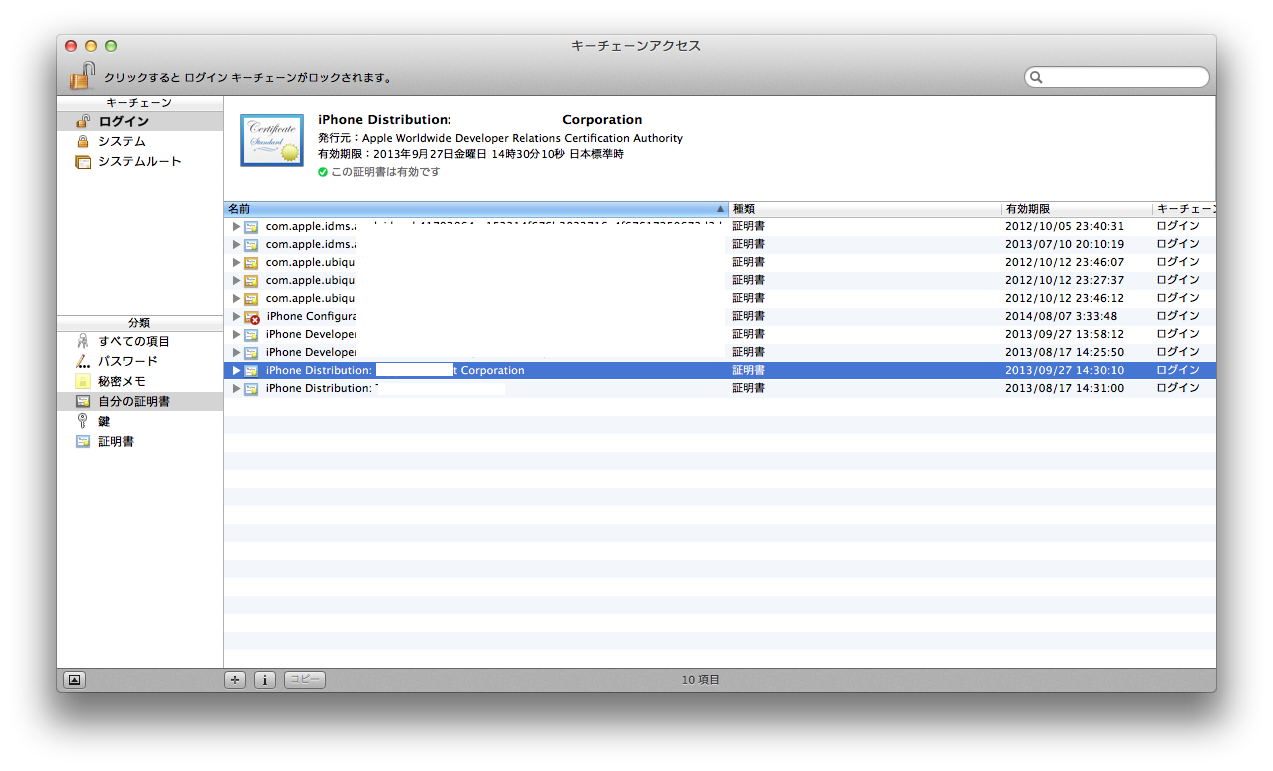 キーチェーンアクセス
クリックすると ログイン キーチェーンがロックされます。
キーチェーン
ログイン
システム
システムルート
Certificate
Standard
iPhone Distribution: Corporation
発行元：Apple Worldwide Developer Relations Certification Authority
有効期限：2013年9月27日金曜日 14時30分10秒 日本標準時
この証明書は有効です
名前 種類 有効期限 キーチェーン
com.apple.idms.a 証明書 2012/10/05 23:40:31 ログイン
com.apple.idms.a 証明書 2013/07/10 20:10:19 ログイン
com.apple.ubiqu 証明書 2012/10/12 23:46:07 ログイン
com.apple.ubiqu 証明書 2012/10/12 23:27:37 ログイン
com.apple.ubiqu 証明書 2012/10/12 23:46:12 ログイン
iPhone Configura 証明書 2014/08/07 3:33:48 ログイン
iPhone Developer 証明書 2013/09/27 13:58:12 ログイン
iPhone Developer 証明書 2013/08/17 14:25:50 ログイン
iPhone Distribution: t Corporation 証明書 2013/09/27 14:30:10 ログイン
iPhone Distribution: 証明書 2013/08/17 14:31:00 ログイン
分類
すべての項目
パスワード
秘密メモ
自分の証明書
鍵
証明書
コピー
10 項目